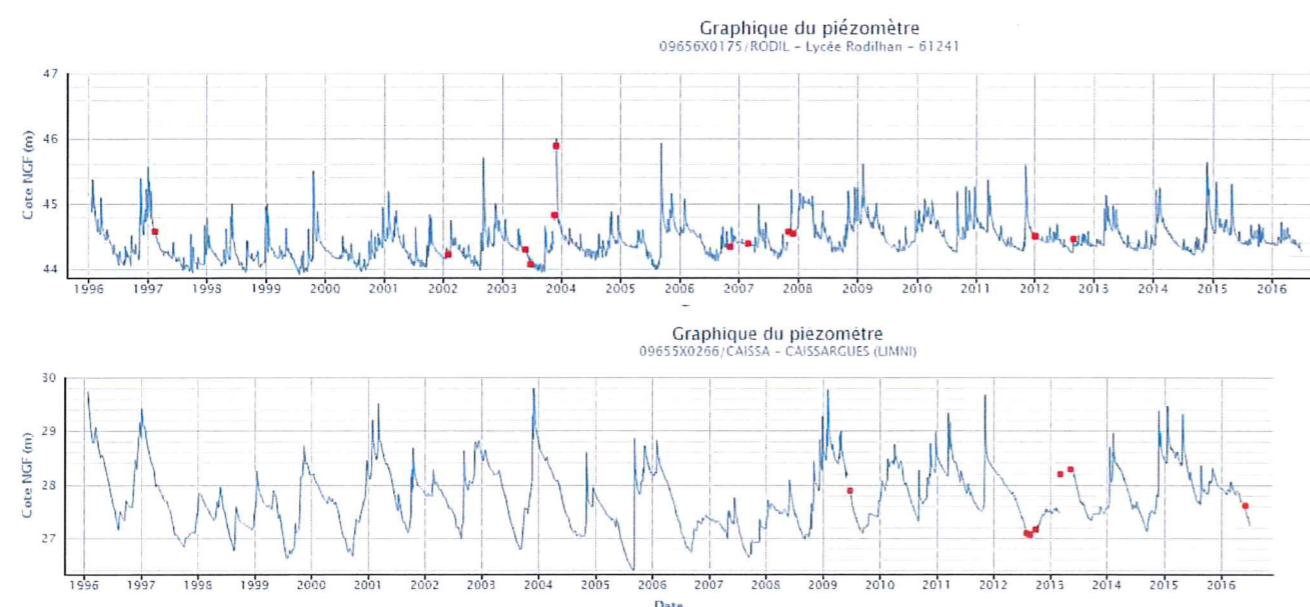 Graphique du piézomètre
09656X0175/RODIL - Lycée Rodilhan - 61241
Cote NGF (m)
47
46
45
44
1996 1997 1998 1999 2000 2001 2002 2003 2004 2005 2006 2007 2008 2009 2010 2011 2012 2013 2014 2015 2016
Graphique du piézomètre
09655X0266/CAISSA - CAISSARGUES (LIMNI)
Cote NGF (m)
30
29
28
27
1996 1997 1998 1999 2000 2001 2002 2003 2004 2005 2006 2007 2008 2009 2010 2011 2012 2013 2014 2015 2016
Date